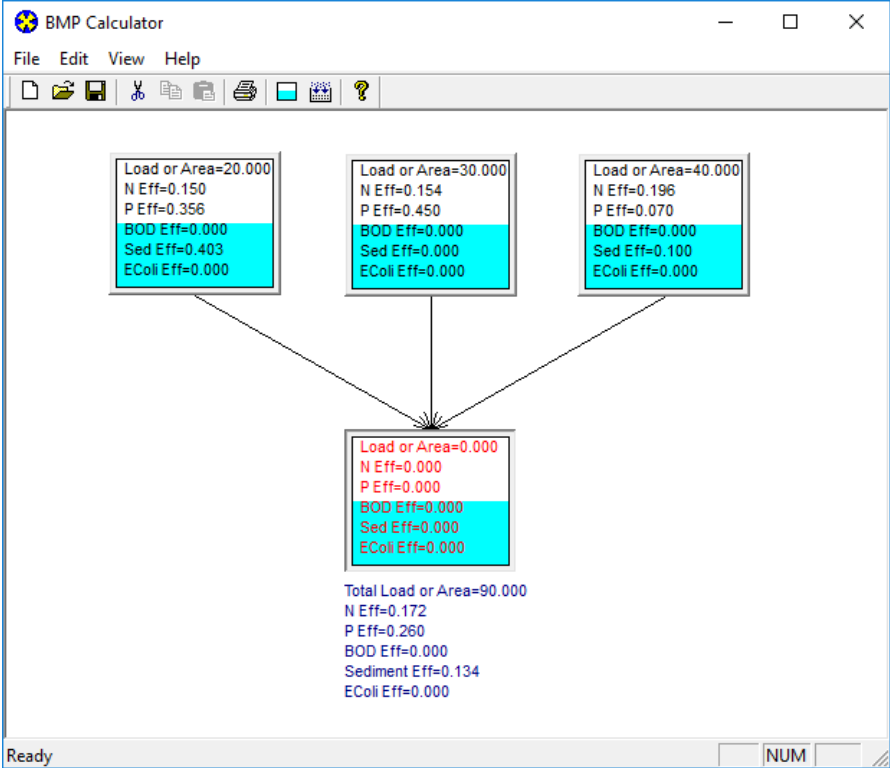 BMP Calculator
File Edit View Help
Load or Area=20.000
N Eff=0.150
P Eff=0.356
BOD Eff=0.000
Sed Eff=0.403
EColi Eff=0.000
Load or Area=30.000
N Eff=0.154
P Eff=0.450
BOD Eff=0.000
Sed Eff=0.000
EColi Eff=0.000
Load or Area=40.000
N Eff=0.196
P Eff=0.070
BOD Eff=0.000
Sed Eff=0.100
EColi Eff=0.000
Load or Area=0.000
N Eff=0.000
P Eff=0.000
BOD Eff=0.000
Sed Eff=0.000
EColi Eff=0.000
Total Load or Area=90.000
N Eff=0.172
P Eff=0.260
BOD Eff=0.000
Sediment Eff=0.134
EColi Eff=0.000
Ready NUM